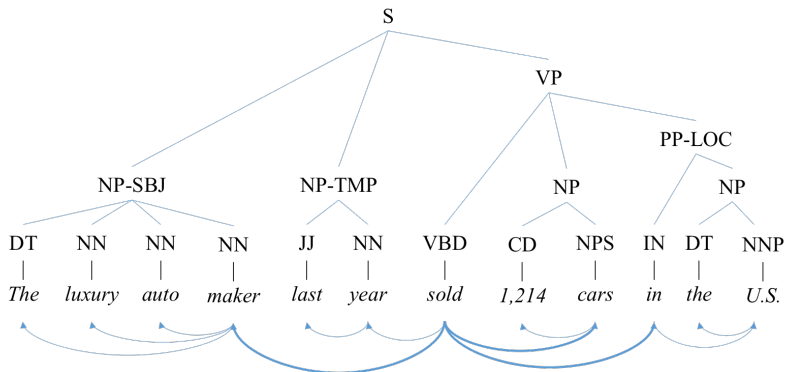 S
VP
PP-LOC
NP-SBJ NP-TMP NP NP
DT NN NN NN JJ NN VBD CD NPS IN DT NNP
The luxury auto maker last year sold 1,214 cars in the U.S.